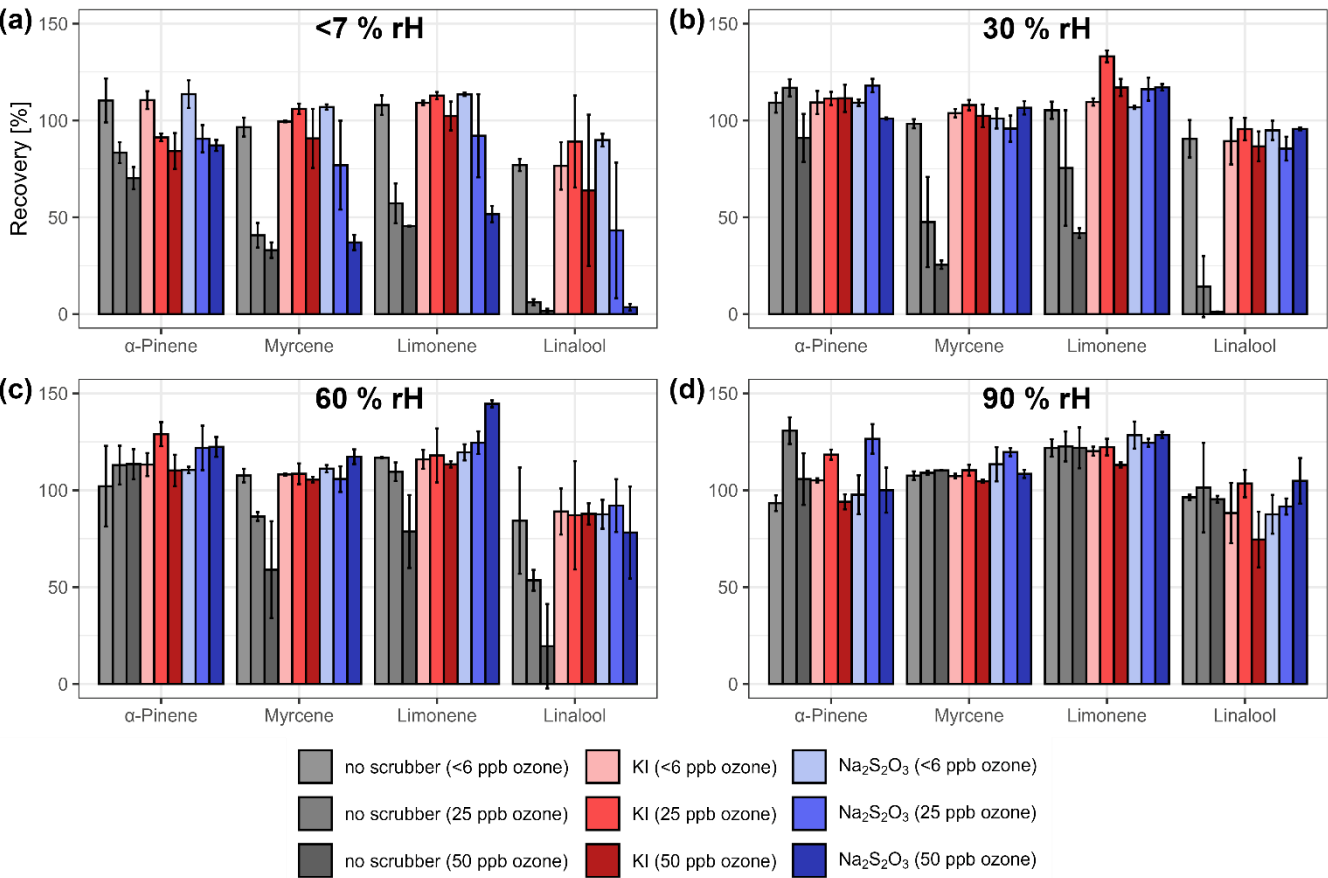 (a)
<7 % rH
(b)
30 % rH
Recovery [%]
150
100
50
0
α-Pinene
Myrcene
Limonene
Linalool
150
100
50
0
α-Pinene
Myrcene
Limonene
Linalool
(c)
60 % rH
(d)
90 % rH
150
100
50
0
α-Pinene
Myrcene
Limonene
Linalool
150
100
50
0
α-Pinene
Myrcene
Limonene
Linalool
no scrubber (<6 ppb ozone)
KI (<6 ppb ozone)
Na₂S₂O₃ (<6 ppb ozone)
no scrubber (25 ppb ozone)
KI (25 ppb ozone)
Na₂S₂O₃ (25 ppb ozone)
no scrubber (50 ppb ozone)
KI (50 ppb ozone)
Na₂S₂O₃ (50 ppb ozone)